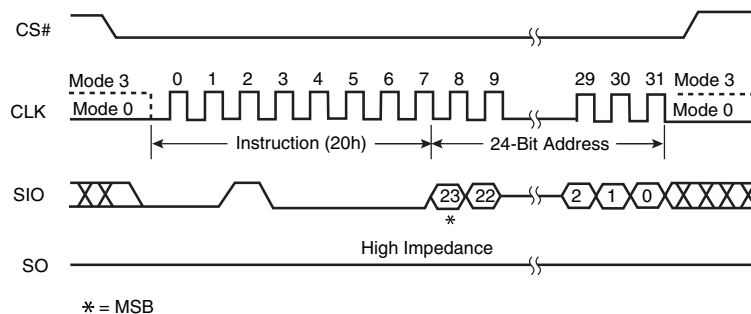 CS#
Mode 3 0 1 2 3 4 5 6 7 8 9 29 30 31 Mode 3
CLK Mode 0 Mode 0
Instruction (20h) 24-Bit Address
SIO 23 22 2 1 0
*
High Impedance
SO
* = MSB